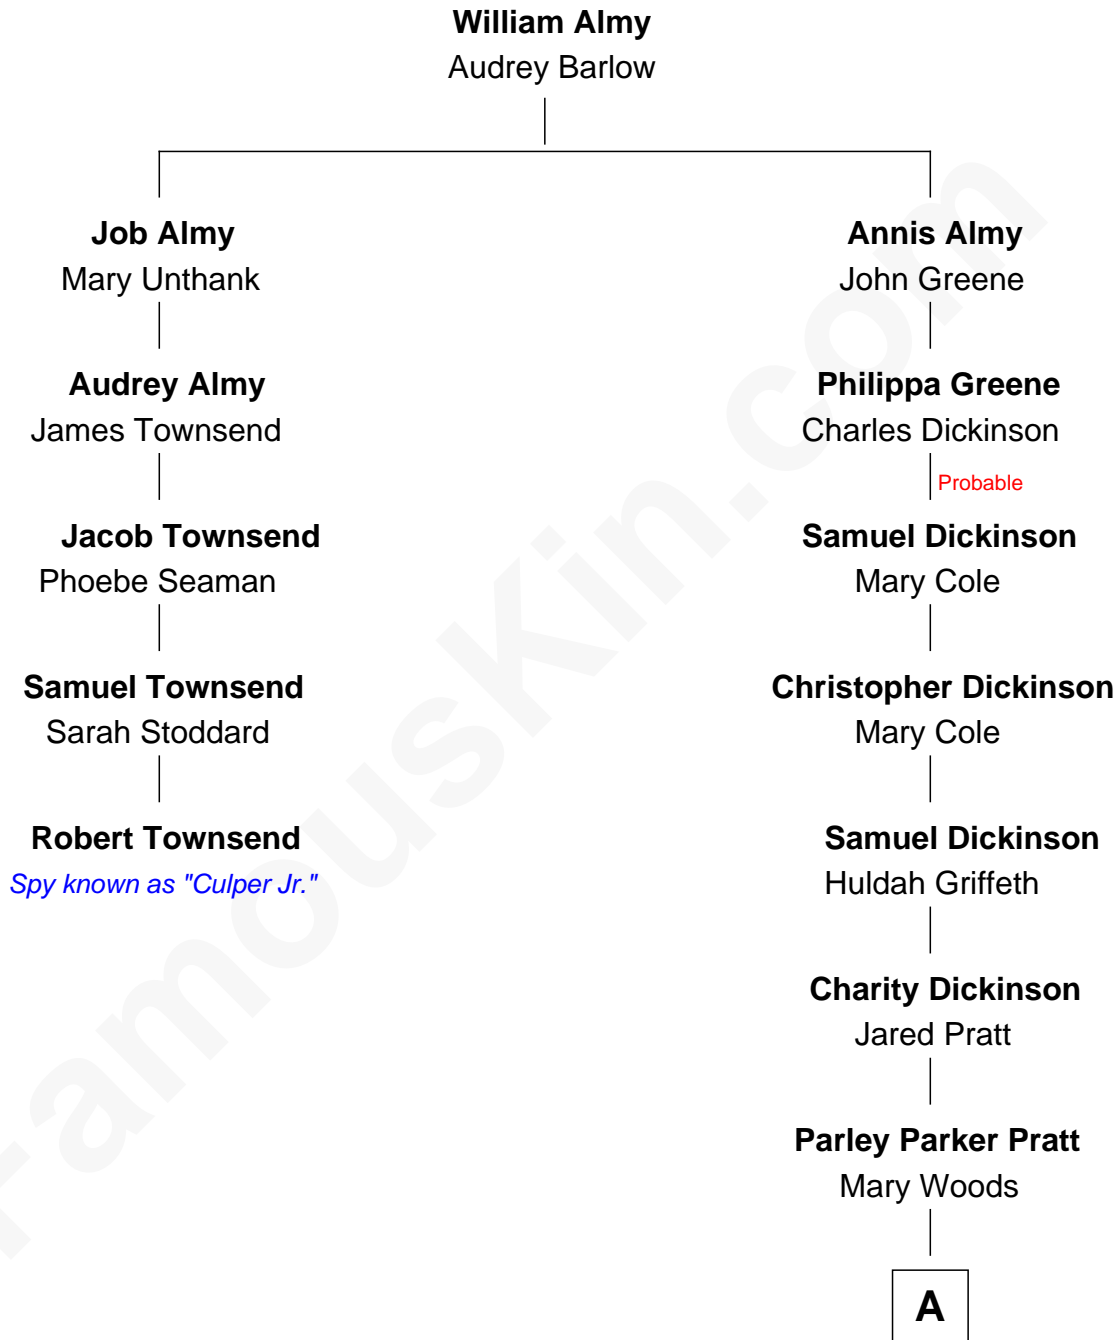 William Almy
Audrey Barlow
Job Almy
Mary Unthank
Audrey Almy
James Townsend
Jacob Townsend
Phoebe Seaman
Samuel Townsend
Sarah Stoddard
Robert Townsend
Spy known as "Culper Jr."
Annis Almy
John Greene
Philippa Greene
Charles Dickinson
Probable
Samuel Dickinson
Mary Cole
Christopher Dickinson
Mary Cole
Samuel Dickinson
Huldah Griffeth
Charity Dickinson
Jared Pratt
Parley Parker Pratt
Mary Woods
A
FamousKin.com